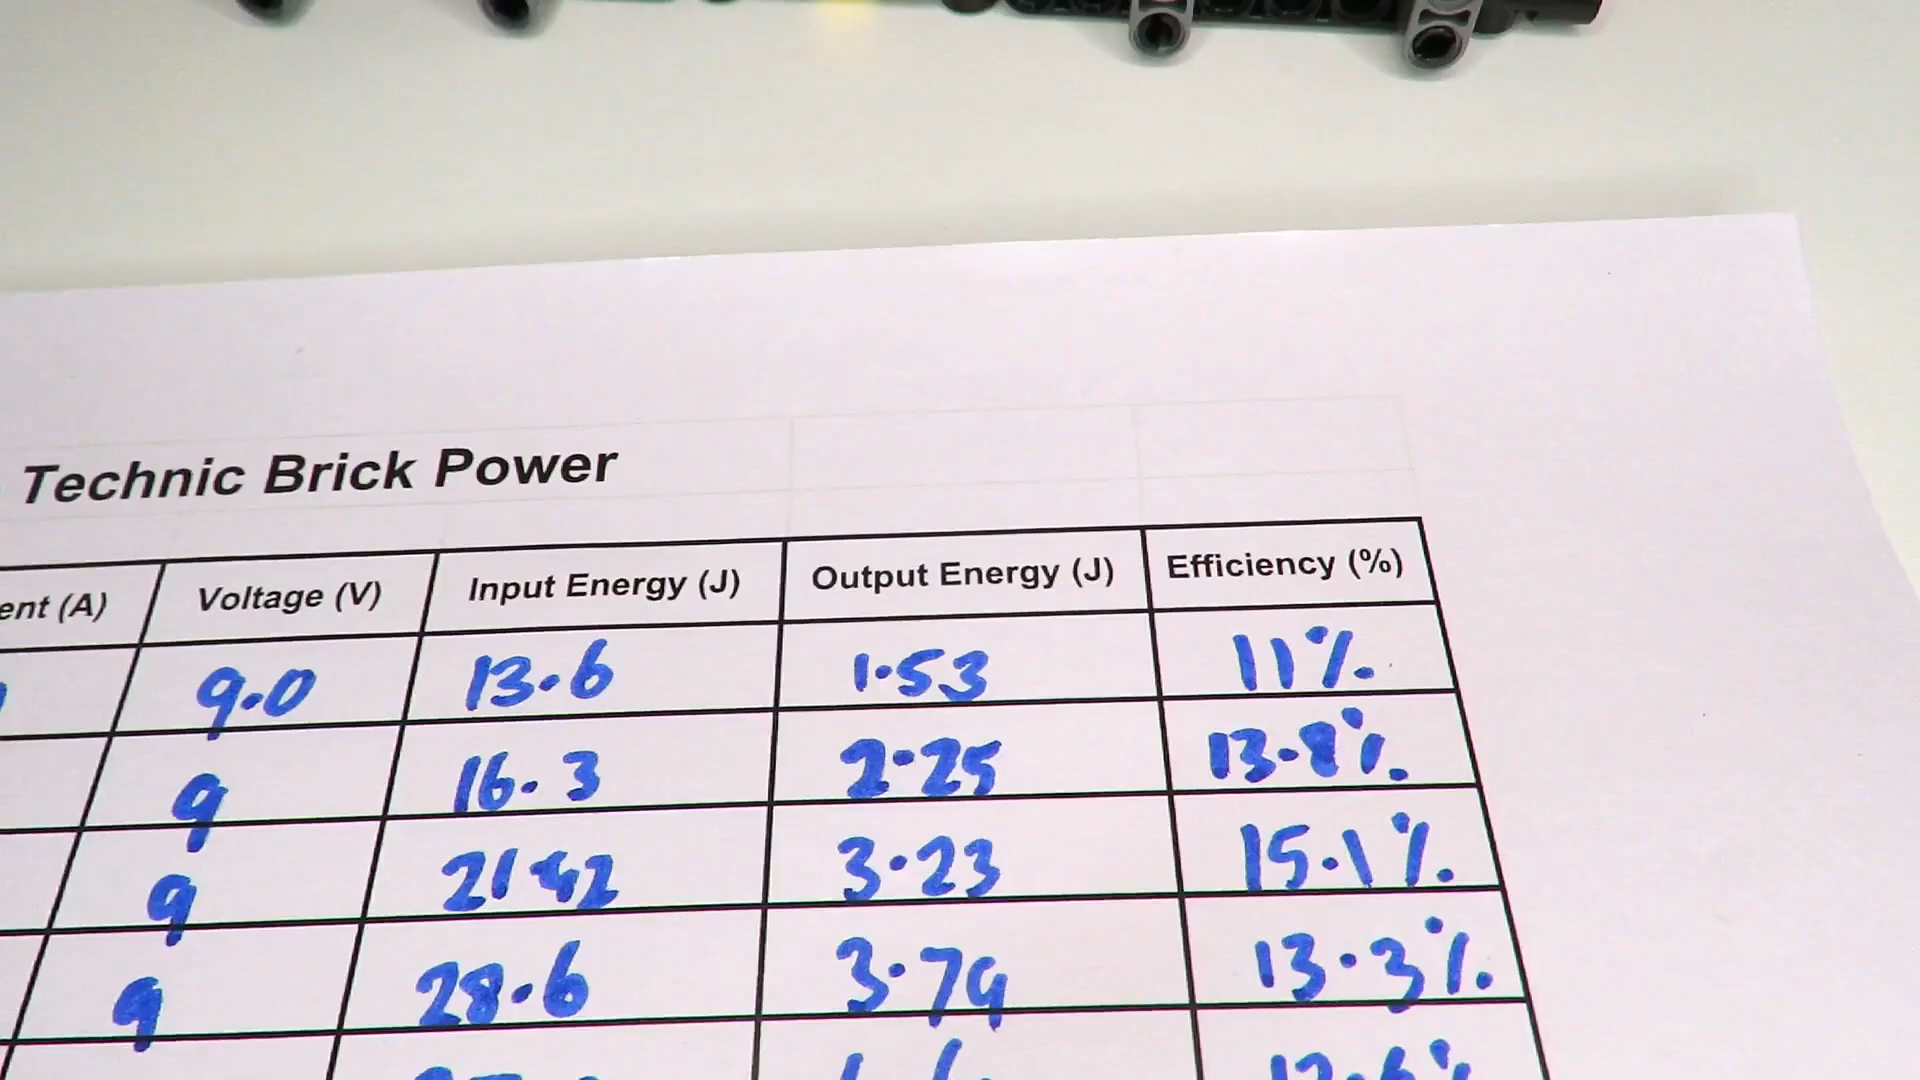 Technic Brick Power
ent (A) Voltage (V) Input Energy (J) Output Energy (J) Efficiency (%)
9.0 13.6 1.53 11%
9 16.3 2.25 13.8%
9 21.42 3.23 15.1%
9 28.6 3.79 13.3%